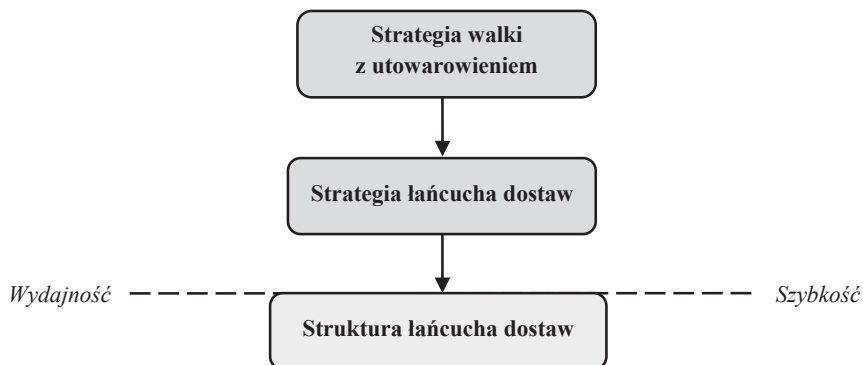 Strategia walki
z utowarowieniem
Strategia łańcucha dostaw
Wydajność
Szybkość
Struktura łańcucha dostaw